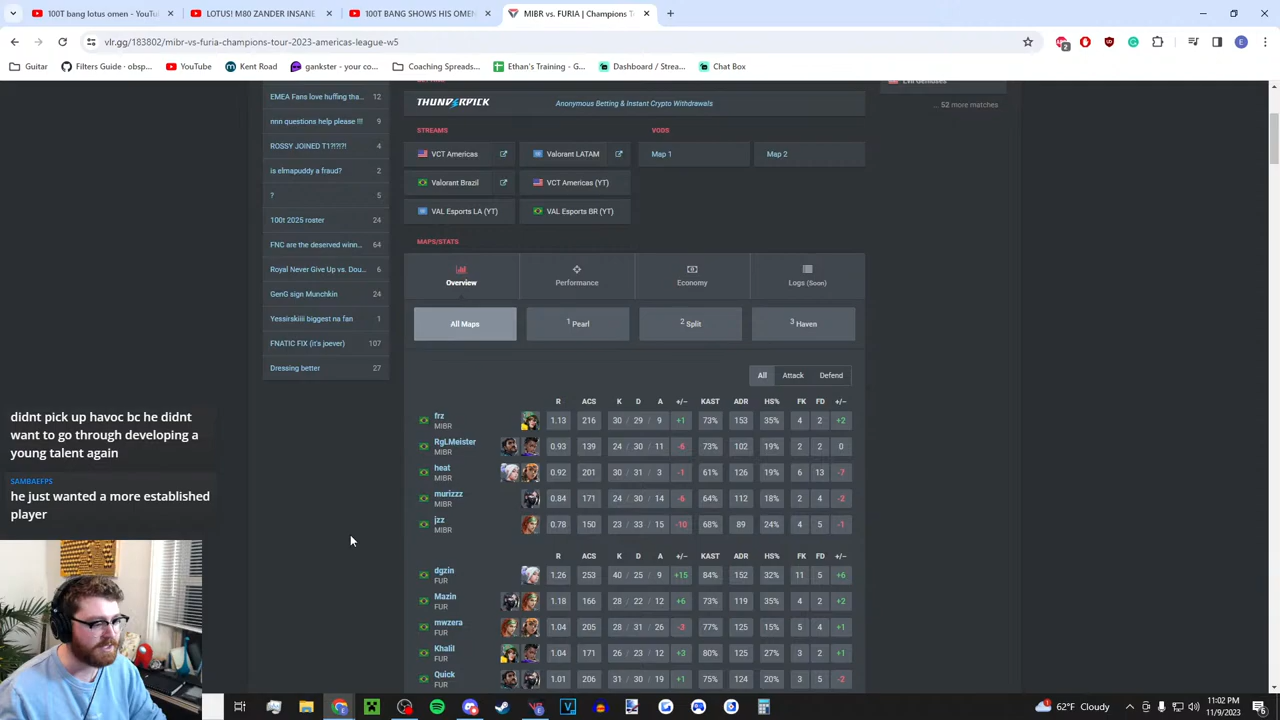 100T bang lotus omen - YouTu
LOTUS! M80 ZANDER INSANE
100T BANG SHOWS HIS OMEN
MIBR vs. FURIA | Champions T
vlr.gg/183802/mibr-vs-furia-champions-tour-2023-americas-league-w5
Guitar
Filters Guide · obsp...
YouTube
Kent Road
gankster - your co...
Coaching Spreads...
Ethan's Training - G...
Dashboard / Strea...
Chat Box
EMEA Fans love huffing tha... 12
nnn questions help please !!! 9
ROSSY JOINED T1?!?!?! 4
is elmapuddy a fraud? 2
? 5
100t 2025 roster 24
FNC are the deserved winn... 64
Royal Never Give Up vs. Dou... 6
GenG sign Munchkin 24
Yessirskiiii biggest na fan 1
FNATIC FIX (it's joever) 107
Dressing better 27
THUNDERPICK Anonymous Betting & Instant Crypto Withdrawals
... 52 more matches
STREAMS
VODS
VCT Americas
Valorant LATAM
Map 1
Map 2
Valorant Brazil
VCT Americas (YT)
VAL Esports LA (YT)
VAL Esports BR (YT)
MAPS/STATS
Overview
Performance
Economy
Logs (Soon)
All Maps
1 Pearl
2 Split
3 Haven
All Attack Defend
R ACS K D A +/– KAST ADR HS% FK FD +/–
frz 1.13 216 30 / 29 / 9 +1 73% 153 35% 4 2 +2
MIBR
RgLMeister 0.93 139 24 / 30 / 11 -6 73% 102 19% 2 2 0
MIBR
heat 0.92 201 30 / 31 / 3 -1 61% 126 19% 6 13 -7
MIBR
murizzz 0.84 171 24 / 30 / 14 -6 64% 112 18% 2 4 -2
MIBR
jzz 0.78 150 23 / 33 / 15 -10 68% 89 24% 4 5 -1
MIBR
R ACS K D A +/– KAST ADR HS% FK FD +/–
dgzin 1.26 253 40 / 25 / 9 +15 84% 152 32% 11 5 +6
FUR
Mazin 1.18 166 28 / 22 / 12 +6 73% 119 35% 4 2 +2
FUR
mwzera 1.04 205 28 / 31 / 26 -3 77% 125 15% 5 4 +1
FUR
Khalil 1.04 171 26 / 23 / 12 +3 80% 125 27% 3 2 +1
FUR
Quick 1.01 206 31 / 30 / 9 +1 75% 124 20% 3 5 -2
FUR
didnt pick up havoc bc he didnt
want to go through developing a
young talent again
SAMBAEFPS
he just wanted a more established
player
62°F Cloudy
11:02 PM
11/9/2023